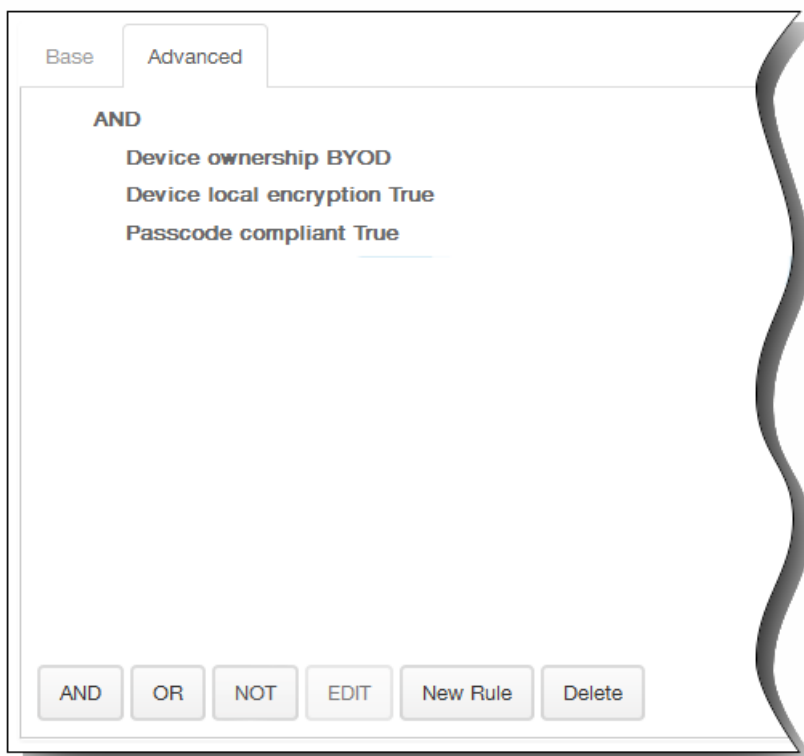 Base Advanced
AND
Device ownership BYOD
Device local encryption True
Passcode compliant True
AND OR NOT EDIT New Rule Delete